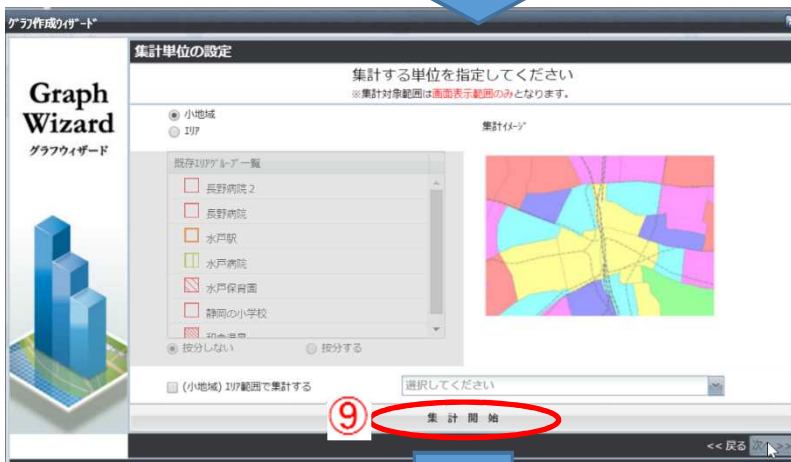 グラフ作成ウィザード
集計単位の設定
Graph
Wizard
グラフウィザード
集計する単位を指定してください
※集計対象範囲は画面表示範囲のみとなります。
小地域
エリア
集計イメージ
既存エリアグループ一覧
長野病院2
長野病院
水戸駅
水戸病院
水戸保育園
静岡の小学校
按分しない
按分する
(小地域) エリア範囲で集計する
選択してください
⑨
集計開始
<< 戻る
次へ >>